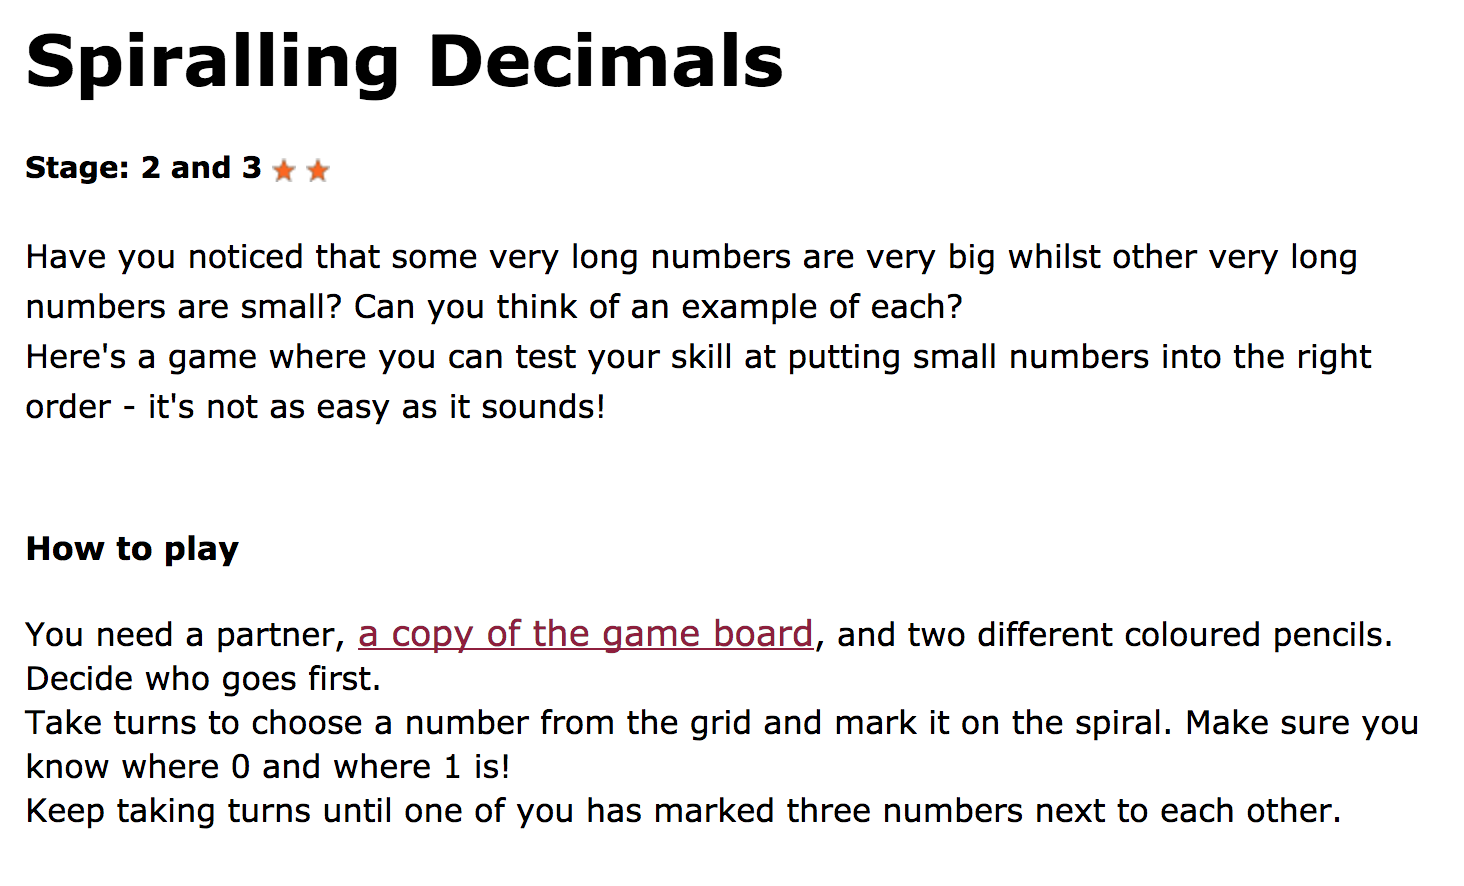 Spiralling Decimals
Stage: 2 and 3
Have you noticed that some very long numbers are very big whilst other very long
numbers are small? Can you think of an example of each?
Here's a game where you can test your skill at putting small numbers into the right
order - it's not as easy as it sounds!
How to play
You need a partner, a copy of the game board, and two different coloured pencils.
Decide who goes first.
Take turns to choose a number from the grid and mark it on the spiral. Make sure you
know where 0 and where 1 is!
Keep taking turns until one of you has marked three numbers next to each other.